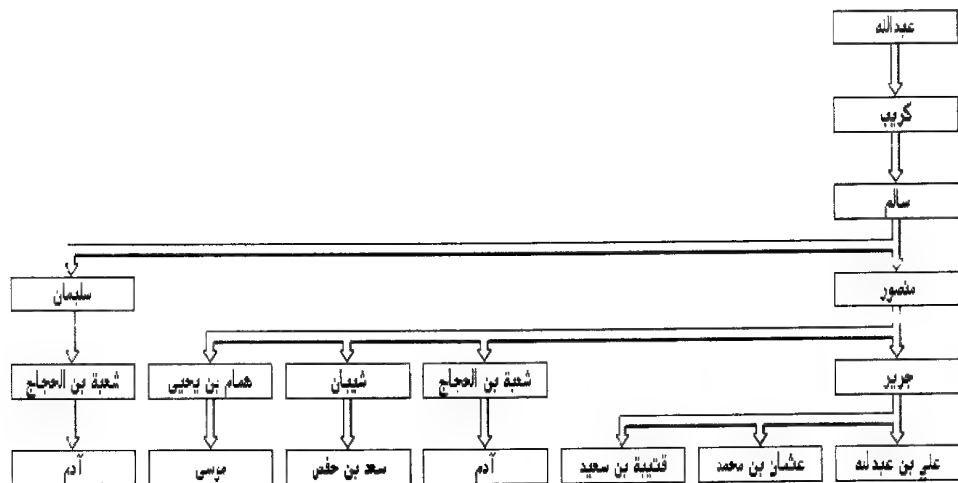 عبدالله
كريب
سالم
منصور
سليمان
جرير
شعبة بن الحجاج
شيبان
همام بن يحيى
شعبة بن الحجاج
علي بن عبدلله
عثمان بن محمد
قتيبة بن سعيد
آدم
سعد بن حفص
موسى
آدم